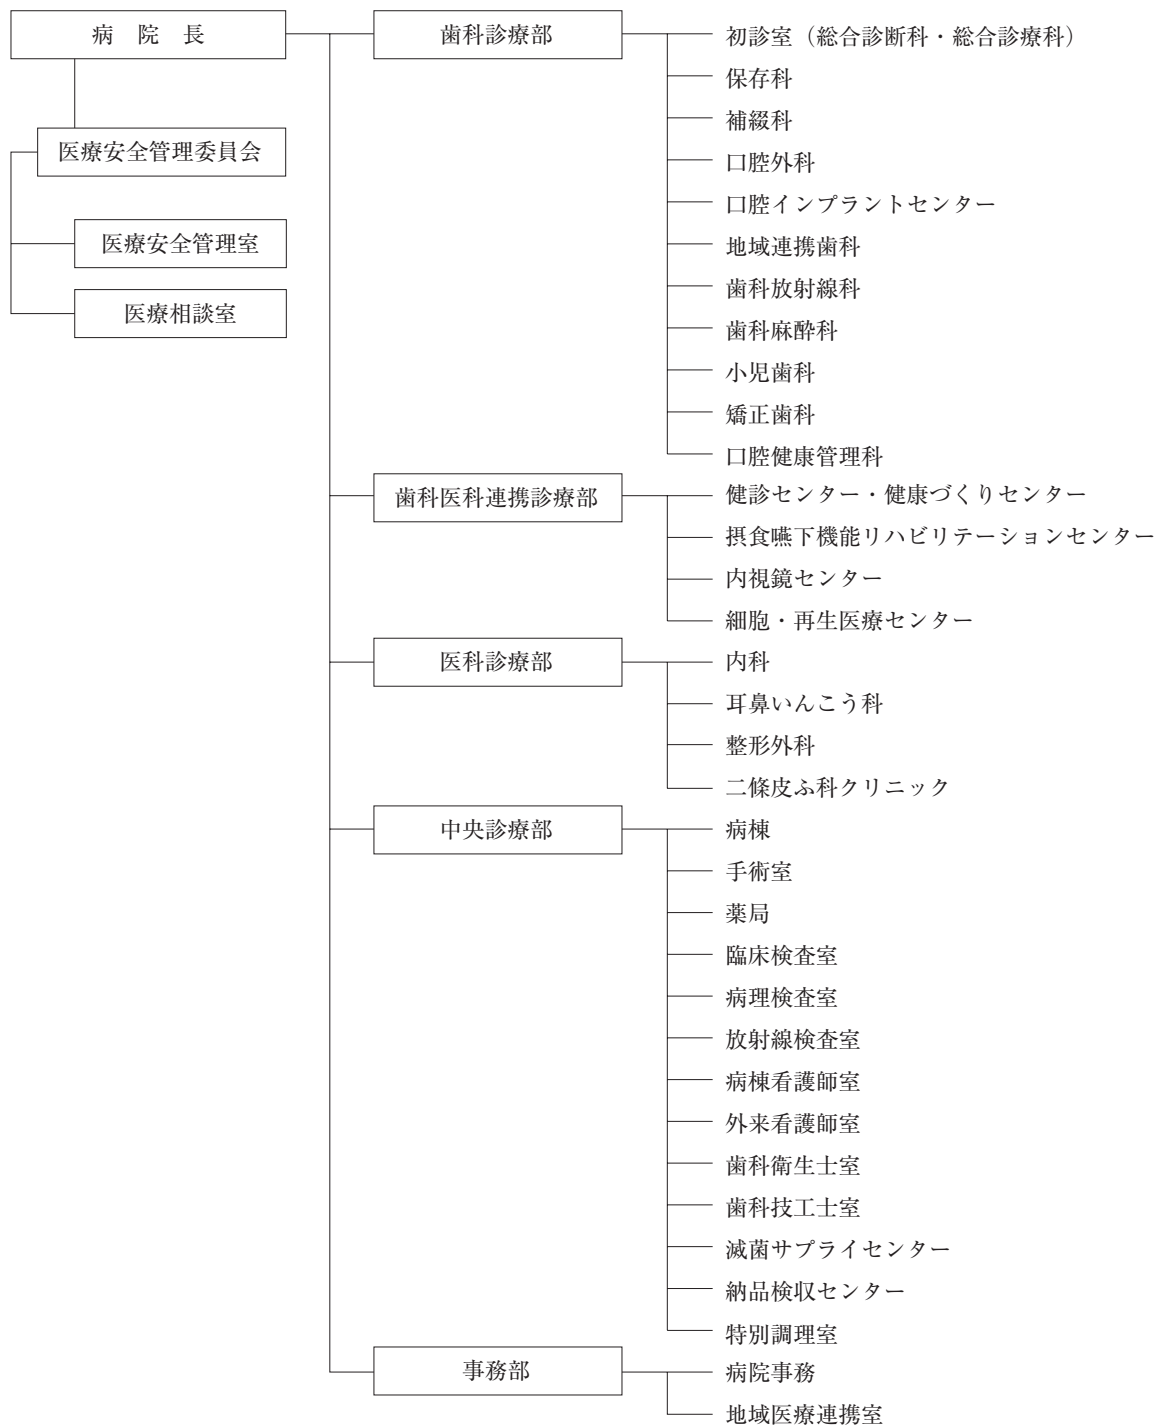 病　院　長
医療安全管理委員会
医療安全管理室
医療相談室
歯科診療部
初診室（総合診断科・総合診療科）
保存科
補綴科
口腔外科
口腔インプラントセンター
地域連携歯科
歯科放射線科
歯科麻酔科
小児歯科
矯正歯科
口腔健康管理科
歯科医科連携診療部
健診センター・健康づくりセンター
摂食嚥下機能リハビリテーションセンター
内視鏡センター
細胞・再生医療センター
医科診療部
内科
耳鼻いんこう科
整形外科
二條皮ふ科クリニック
中央診療部
病棟
手術室
薬局
臨床検査室
病理検査室
放射線検査室
病棟看護師室
外来看護師室
歯科衛生士室
歯科技工士室
滅菌サプライセンター
納品検収センター
特別調理室
事務部
病院事務
地域医療連携室